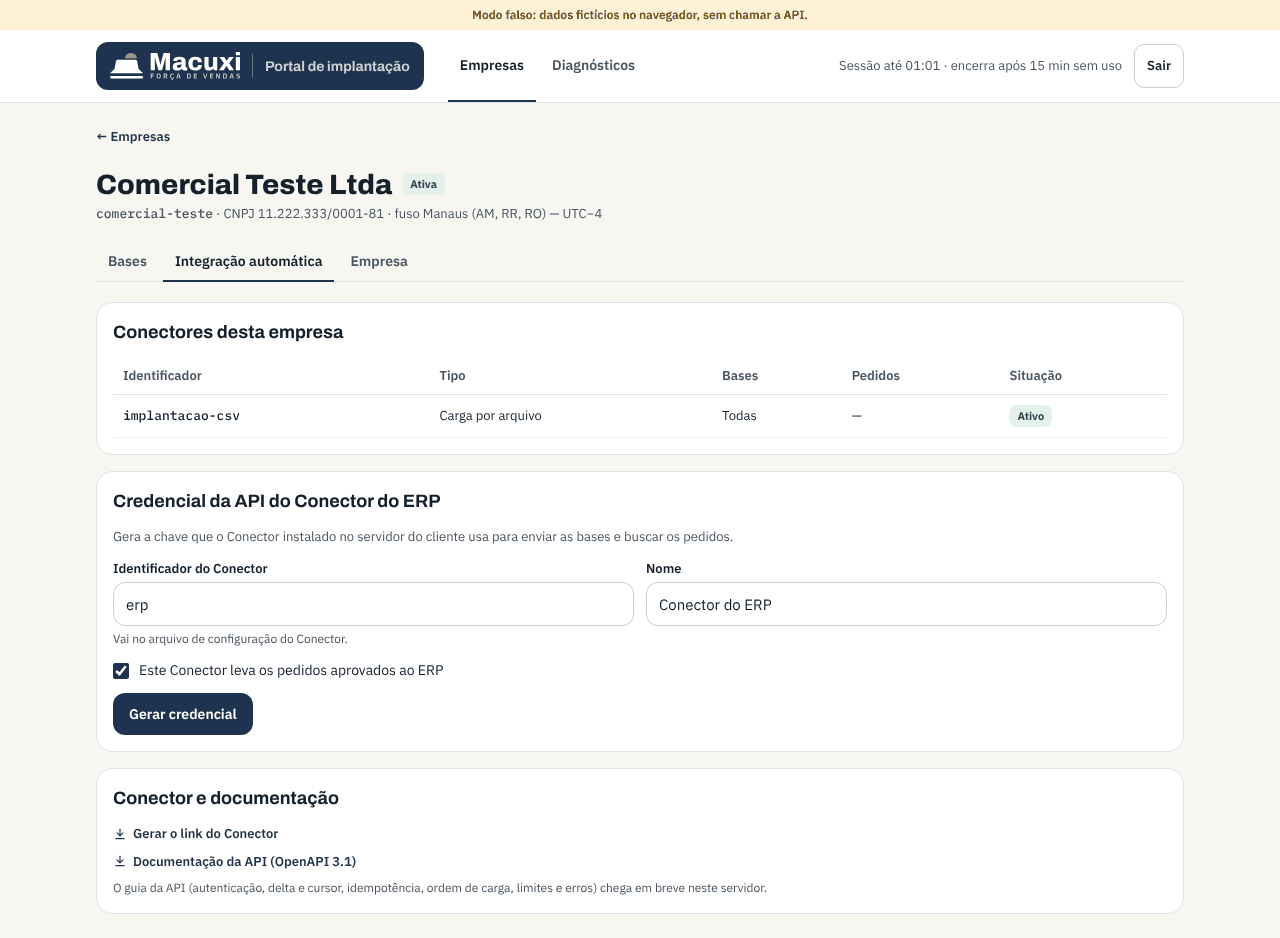 Modo falso: dados fictícios no navegador, sem chamar a API.
Macuxi
FORÇA DE VENDAS
Portal de implantação
Empresas
Diagnósticos
Sessão até 01:01 · encerra após 15 min sem uso
Sair
← Empresas
Comercial Teste Ltda
Ativa
comercial-teste · CNPJ 11.222.333/0001-81 · fuso Manaus (AM, RR, RO) — UTC−4
Bases
Integração automática
Empresa
Conectores desta empresa
Identificador Tipo Bases Pedidos Situação
implantacao-csv Carga por arquivo Todas — Ativo
Credencial da API do Conector do ERP
Gera a chave que o Conector instalado no servidor do cliente usa para enviar as bases e buscar os pedidos.
Identificador do Conector
erp
Vai no arquivo de configuração do Conector.
Nome
Conector do ERP
Este Conector leva os pedidos aprovados ao ERP
Gerar credencial
Conector e documentação
Gerar o link do Conector
Documentação da API (OpenAPI 3.1)
O guia da API (autenticação, delta e cursor, idempotência, ordem de carga, limites e erros) chega em breve neste servidor.